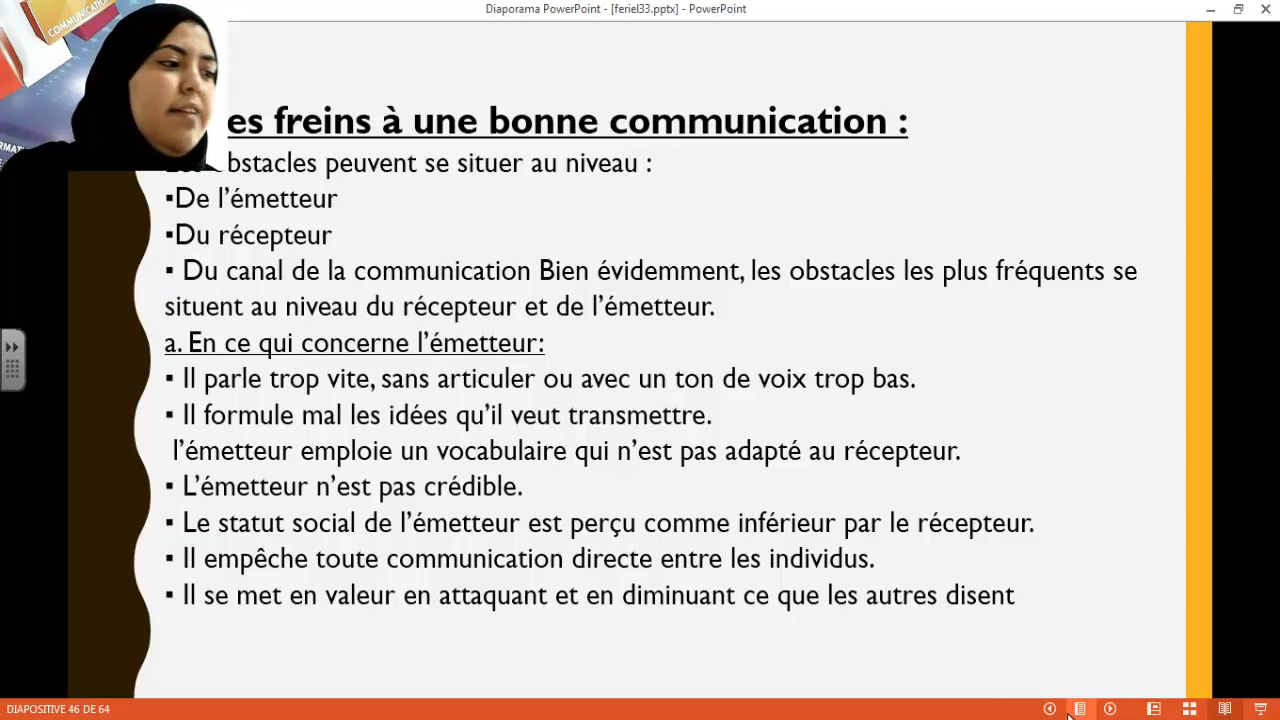 Diaporama PowerPoint - [feriel33.pptx] - PowerPoint
COMMUNICATION
es freins à une bonne communication :
bstacles peuvent se situer au niveau :
▪De l’émetteur
▪Du récepteur
▪ Du canal de la communication Bien évidemment, les obstacles les plus fréquents se
situent au niveau du récepteur et de l’émetteur.
a. En ce qui concerne l’émetteur:
▪ Il parle trop vite, sans articuler ou avec un ton de voix trop bas.
▪ Il formule mal les idées qu’il veut transmettre.
l’émetteur emploie un vocabulaire qui n’est pas adapté au récepteur.
▪ L’émetteur n’est pas crédible.
▪ Le statut social de l’émetteur est perçu comme inférieur par le récepteur.
▪ Il empêche toute communication directe entre les individus.
▪ Il se met en valeur en attaquant et en diminuant ce que les autres disent
DIAPOSITIVE 46 DE 64